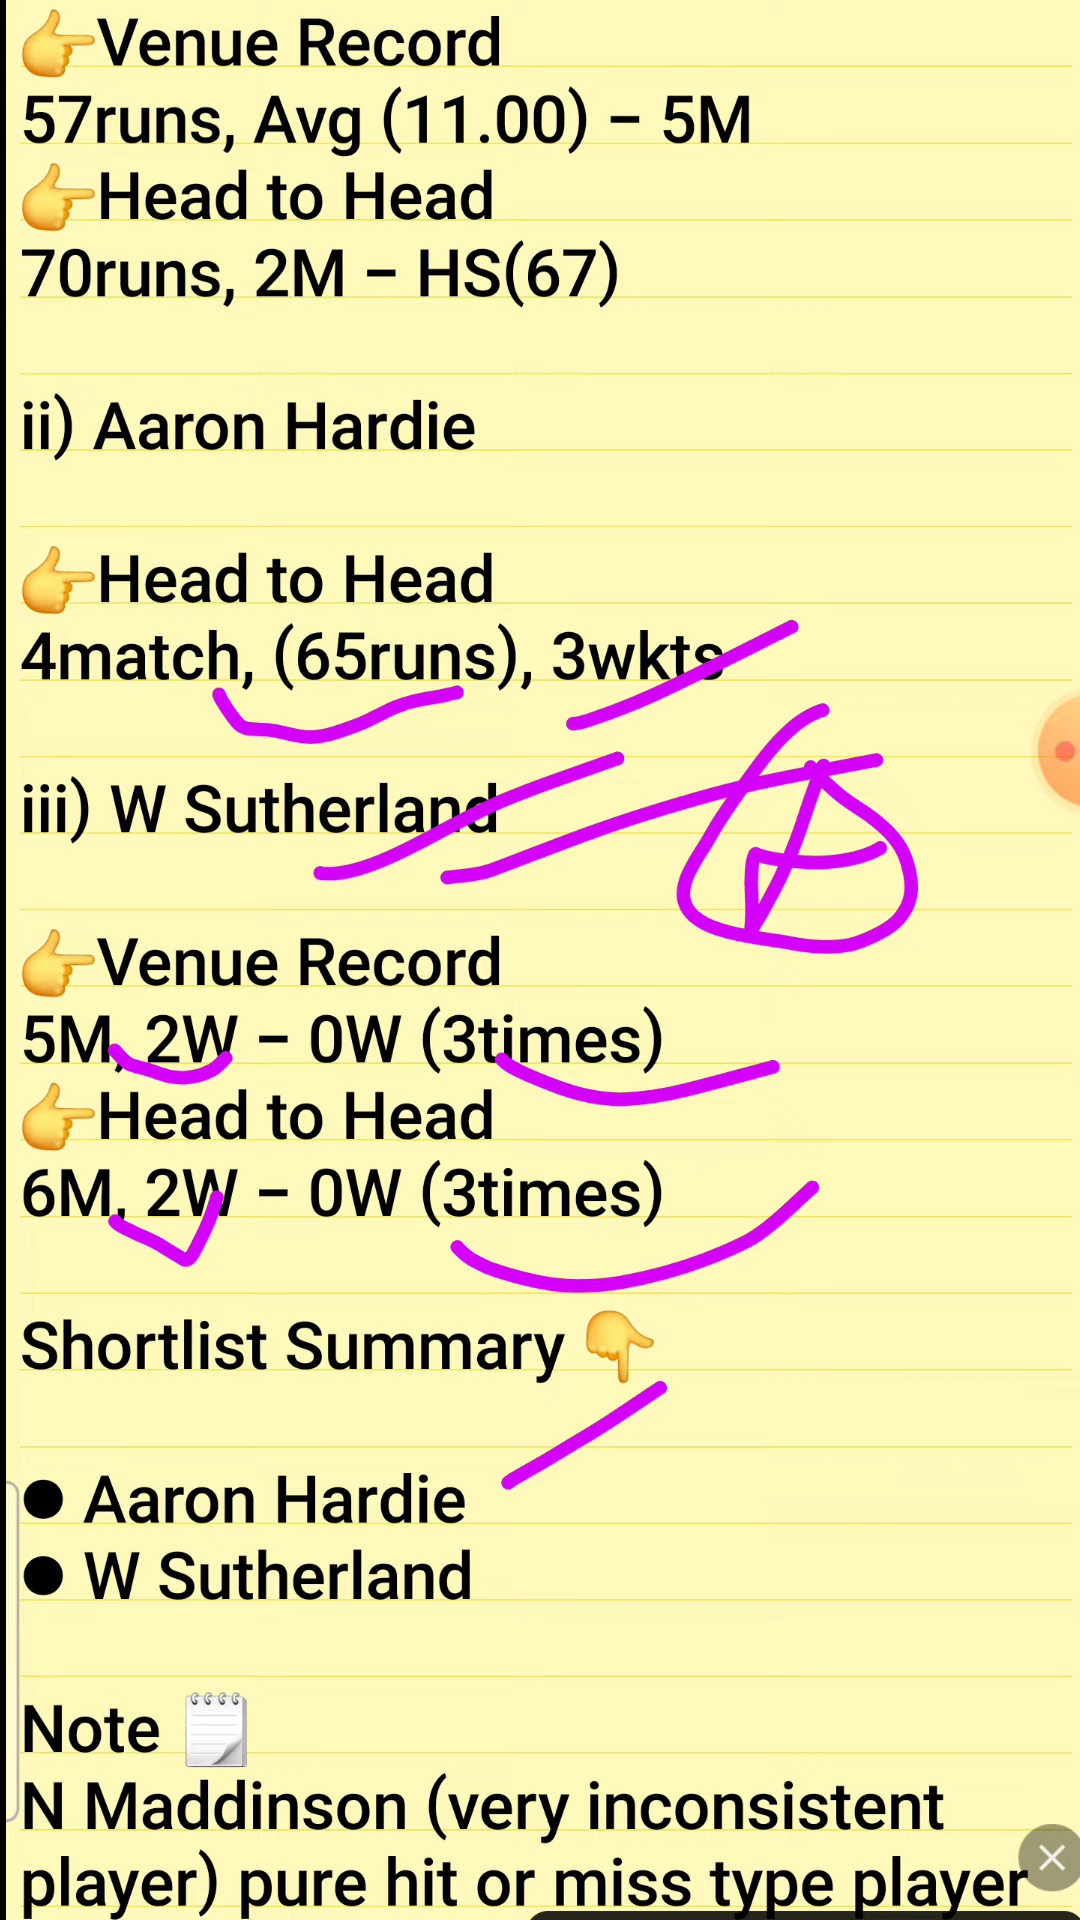 👉Venue Record
57runs, Avg (11.00) – 5M
👉Head to Head
70runs, 2M – HS(67)
ii) Aaron Hardie
👉Head to Head
4match, (65runs), 3wkts
iii) W Sutherland
👉Venue Record
5M, 2W – 0W (3times)
👉Head to Head
6M, 2W – 0W (3times)
Shortlist Summary 👇
● Aaron Hardie
● W Sutherland
Note 🗒️
N Maddinson (very inconsistent
player) pure hit or miss type player